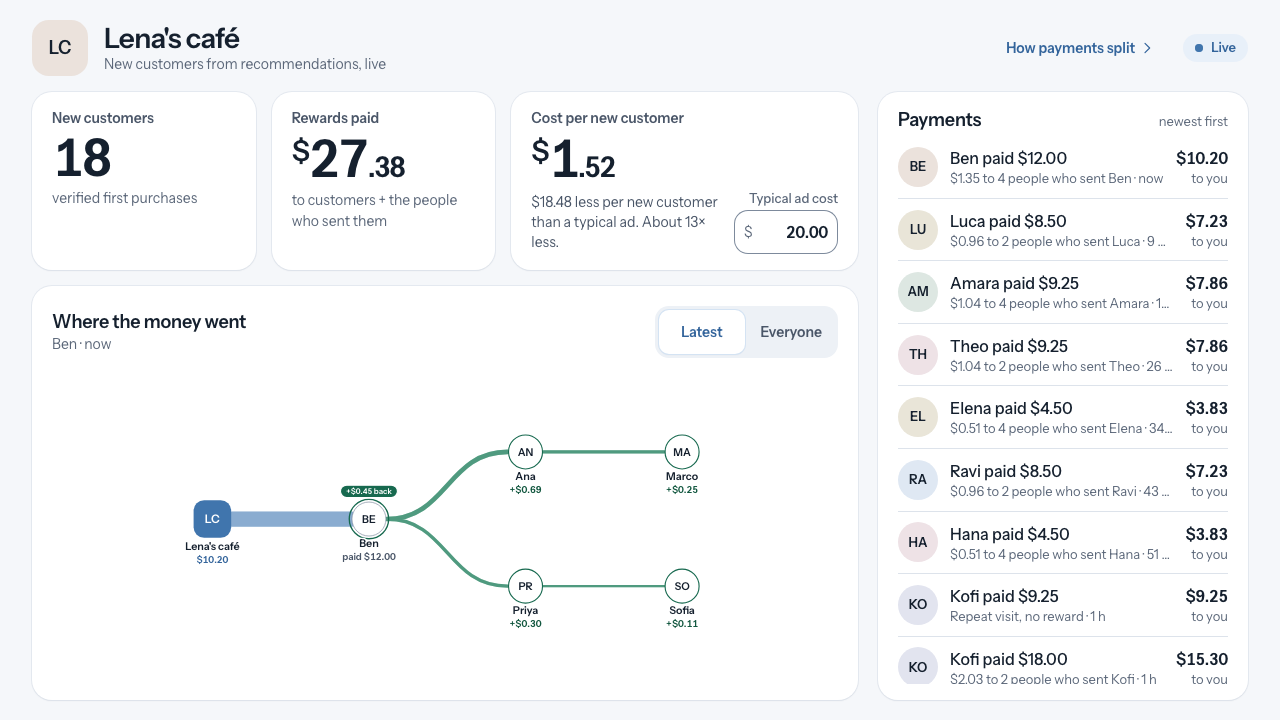 LC
Lena's café
New customers from recommendations, live
How payments split
Live
New customers
18
verified first purchases
Rewards paid
$27.38
to customers + the people
who sent them
Cost per new customer
$1.52
$18.48 less per new customer
than a typical ad. About 13×
less.
Typical ad cost
$ 20.00
Where the money went
Ben · now
Latest
Everyone
LC
Lena's café
$10.20
+$0.45 back
BE
Ben
paid $12.00
AN
Ana
+$0.69
MA
Marco
+$0.25
PR
Priya
+$0.30
SO
Sofia
+$0.11
Payments
newest first
BE
Ben paid $12.00
$10.20
$1.35 to 4 people who sent Ben · now
to you
LU
Luca paid $8.50
$7.23
$0.96 to 2 people who sent Luca · 9 ...
to you
AM
Amara paid $9.25
$7.86
$1.04 to 4 people who sent Amara · 1...
to you
TH
Theo paid $9.25
$7.86
$1.04 to 2 people who sent Theo · 26 ...
to you
EL
Elena paid $4.50
$3.83
$0.51 to 4 people who sent Elena · 34...
to you
RA
Ravi paid $8.50
$7.23
$0.96 to 2 people who sent Ravi · 43 ...
to you
HA
Hana paid $4.50
$3.83
$0.51 to 4 people who sent Hana · 51 ...
to you
KO
Kofi paid $9.25
$9.25
Repeat visit, no reward · 1 h
to you
KO
Kofi paid $18.00
$15.30
$2.03 to 2 people who sent Kofi · 1 h
to you